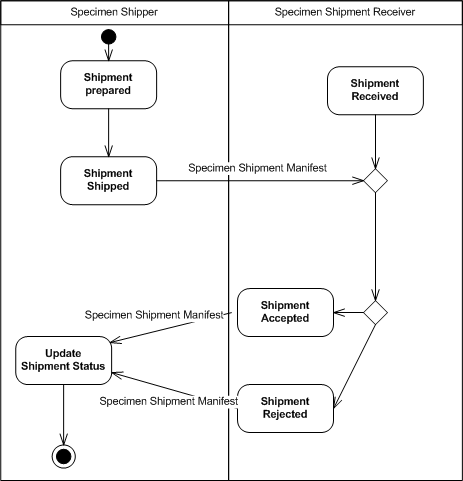 Specimen Shipper
Specimen Shipment Receiver
Shipment
prepared
Shipment
Received
Shipment
Shipped
Specimen Shipment Manifest
Shipment
Accepted
Specimen Shipment Manifest
Update
Shipment Status
Specimen Shipment Manifest
Shipment
Rejected